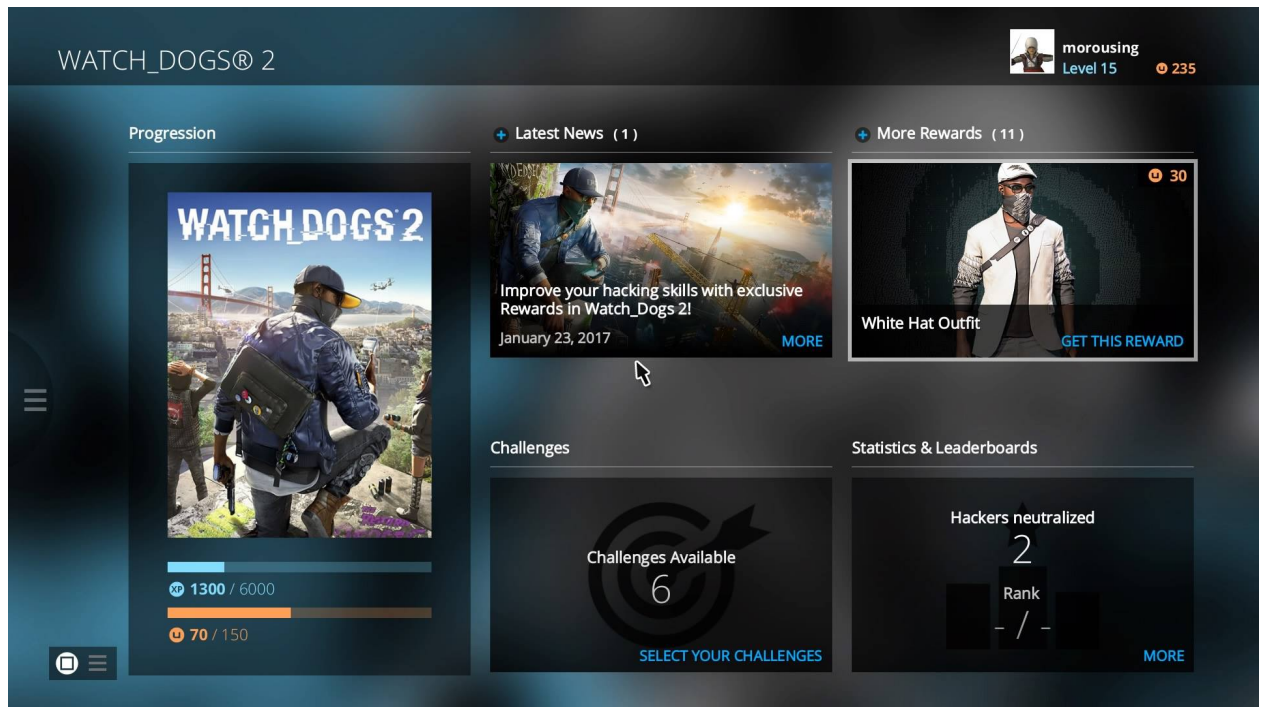 WATCH_DOGS® 2
morousing
Level 15
235
Progression
WATCH_DOGS 2
XP 1300 / 6000
70 / 150
Latest News (1)
Improve your hacking skills with exclusive
Rewards in Watch_Dogs 2!
January 23, 2017
MORE
More Rewards (11)
30
White Hat Outfit
GET THIS REWARD
Challenges
Challenges Available
6
SELECT YOUR CHALLENGES
Statistics & Leaderboards
Hackers neutralized
2
Rank
- / -
MORE